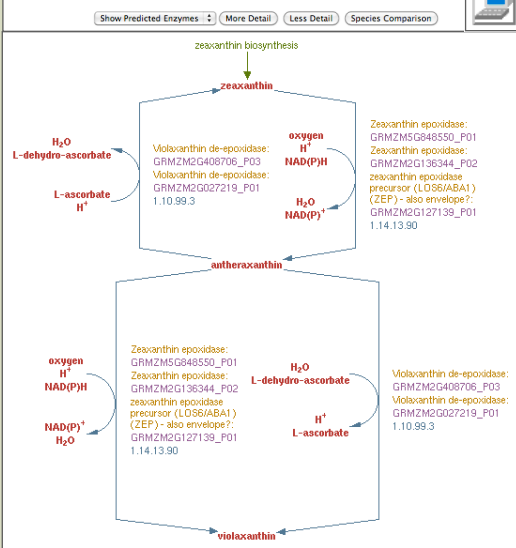 Show Predicted Enzymes
More Detail
Less Detail
Species Comparison
zeaxanthin biosynthesis
zeaxanthin
H2O
L-dehydro-ascorbate
L-ascorbate
H+
Violaxanthin de-epoxidase:
GRMZM2G408706_P03
Violaxanthin de-epoxidase:
GRMZM2G027219_P01
1.10.99.3
oxygen
H+
NAD(P)H
H2O
NAD(P)+
Zeaxanthin epoxidase:
GRMZM5G848550_P01
Zeaxanthin epoxidase:
GRMZM2G136344_P02
zeaxanthin epoxidase
precursor (LOS6/ABA1)
(ZEP) - also envelope?:
GRMZM2G127139_P01
1.14.13.90
antheraxanthin
oxygen
H+
NAD(P)H
NAD(P)+
H2O
Zeaxanthin epoxidase:
GRMZM5G848550_P01
Zeaxanthin epoxidase:
GRMZM2G136344_P02
zeaxanthin epoxidase
precursor (LOS6/ABA1)
(ZEP) - also envelope?:
GRMZM2G127139_P01
1.14.13.90
H2O
L-dehydro-ascorbate
H+
L-ascorbate
Violaxanthin de-epoxidase:
GRMZM2G408706_P03
Violaxanthin de-epoxidase:
GRMZM2G027219_P01
1.10.99.3
violaxanthin